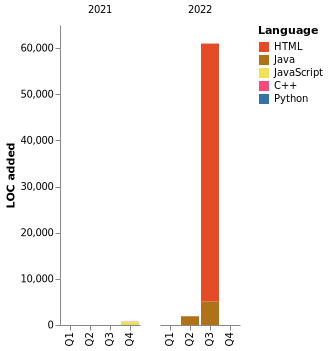 2021 2022
Language
HTML
Java
JavaScript
C++
Python
LOC added
60,000
50,000
40,000
30,000
20,000
10,000
0
Q1 Q2 Q3 Q4 Q1 Q2 Q3 Q4